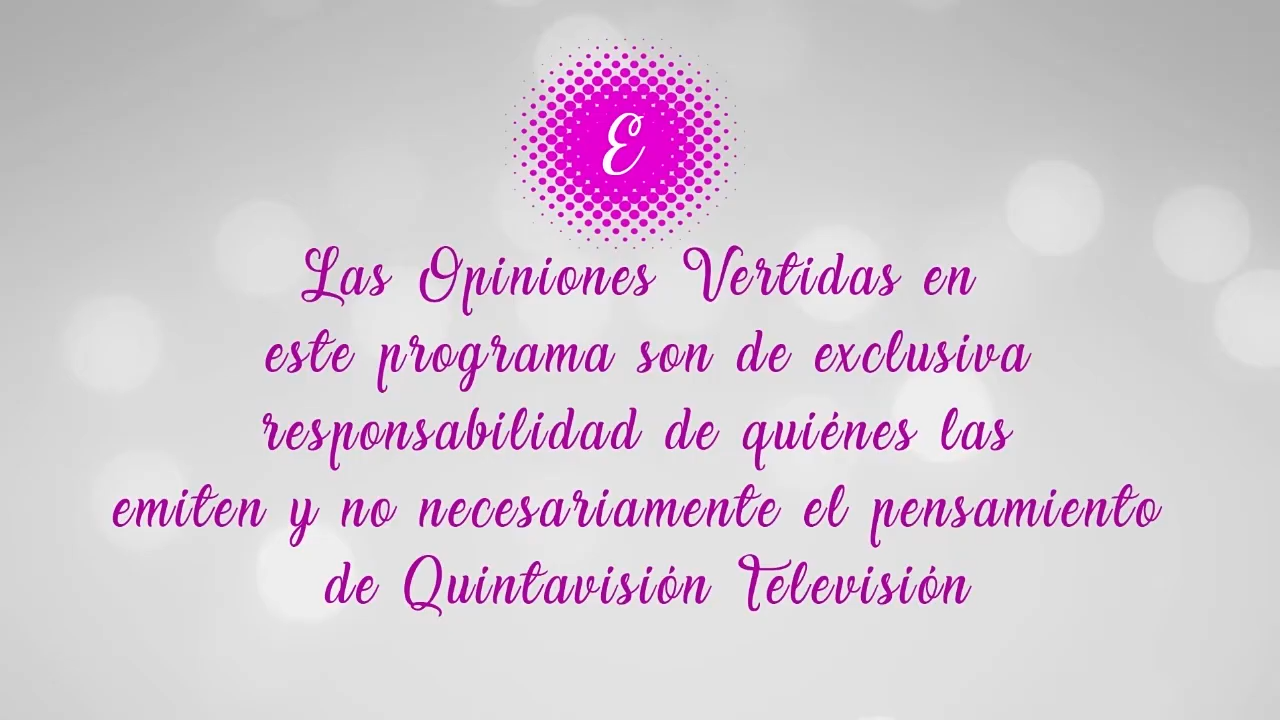 E
Las Opiniones Vertidas en
este programa son de exclusiva
responsabilidad de quiénes las
emiten y no necesariamente el pensamiento
de Quintavisión Televisión